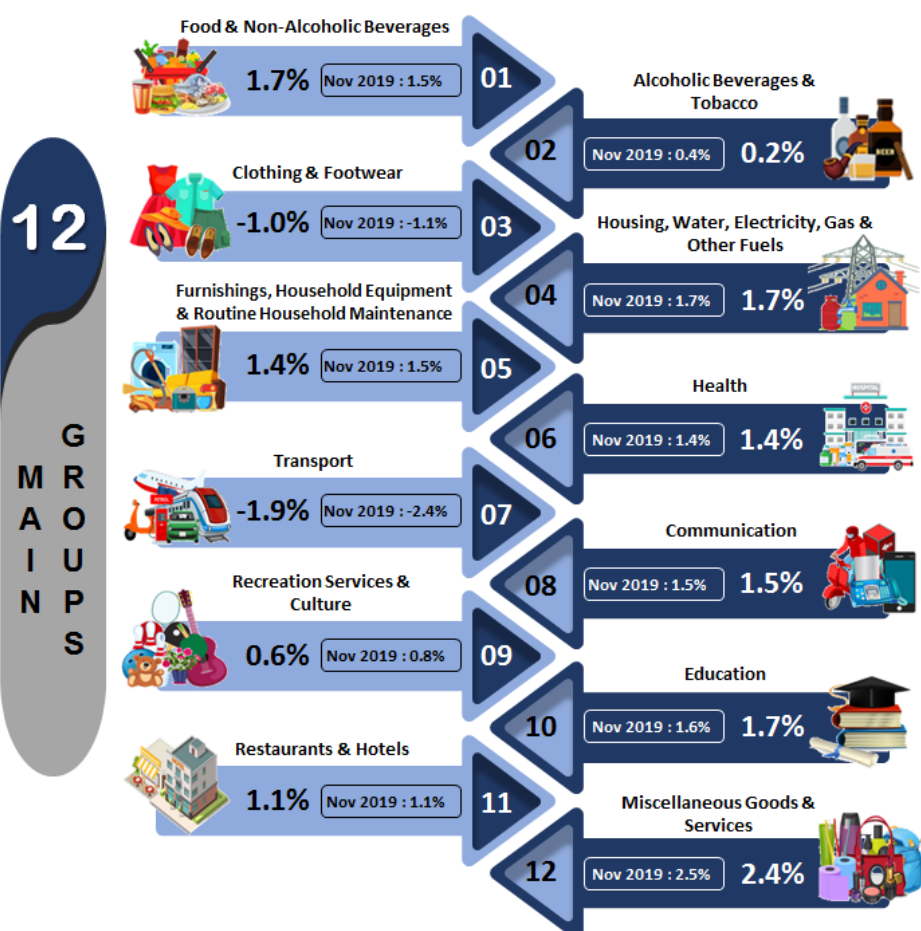 12
MAIN
GROUPS
Food & Non-Alcoholic Beverages
1.7%
Nov 2019 : 1.5%
01
Alcoholic Beverages &
Tobacco
02
Nov 2019 : 0.4%
0.2%
BEER
Clothing & Footwear
-1.0%
Nov 2019 : -1.1%
03
Housing, Water, Electricity, Gas &
Other Fuels
04
Nov 2019 : 1.7%
1.7%
Furnishings, Household Equipment
& Routine Household Maintenance
1.4%
Nov 2019 : 1.5%
05
Health
06
Nov 2019 : 1.4%
1.4%
HOSPITAL
Transport
-1.9%
Nov 2019 : -2.4%
07
PETROL
Communication
08
Nov 2019 : 1.5%
1.5%
Recreation Services &
Culture
0.6%
Nov 2019 : 0.8%
09
Education
10
Nov 2019 : 1.6%
1.7%
Restaurants & Hotels
1.1%
Nov 2019 : 1.1%
11
Miscellaneous Goods &
Services
12
Nov 2019 : 2.5%
2.4%